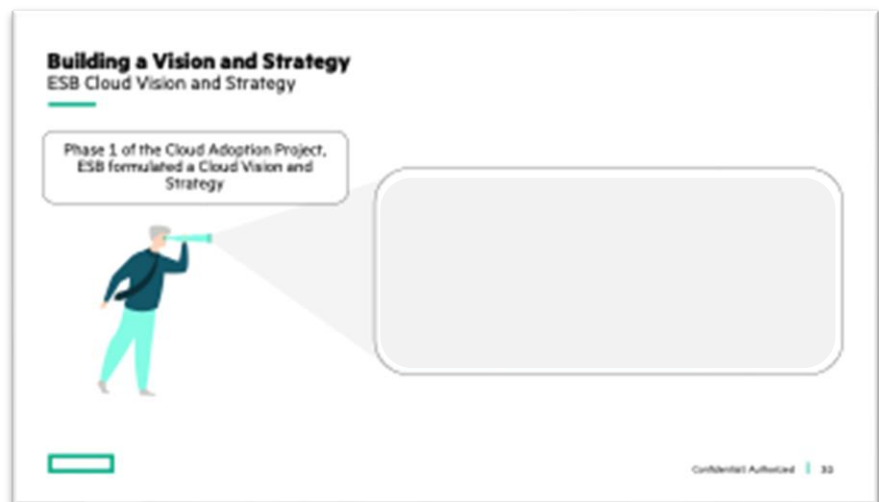 Building a Vision and Strategy
ESB Cloud Vision and Strategy
Phase 1 of the Cloud Adoption Project,
ESB formulated a Cloud Vision and
Strategy
Confidential | Authorized